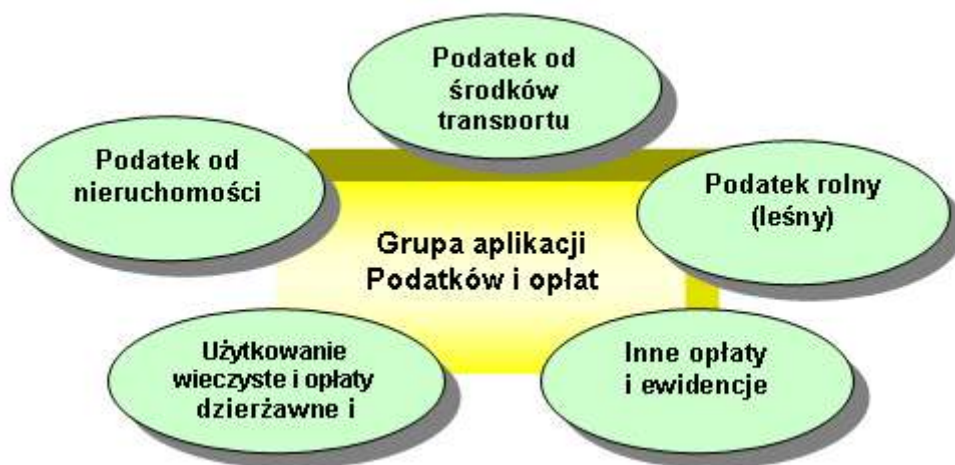 Podatek od
środków
transportu
Podatek od
nieruchomości
Podatek rolny
(leśny)
Grupa aplikacji
Podatków i opłat
Użytkowanie
wieczyste i opłaty
dzierżawne i
Inne opłaty
i ewidencje